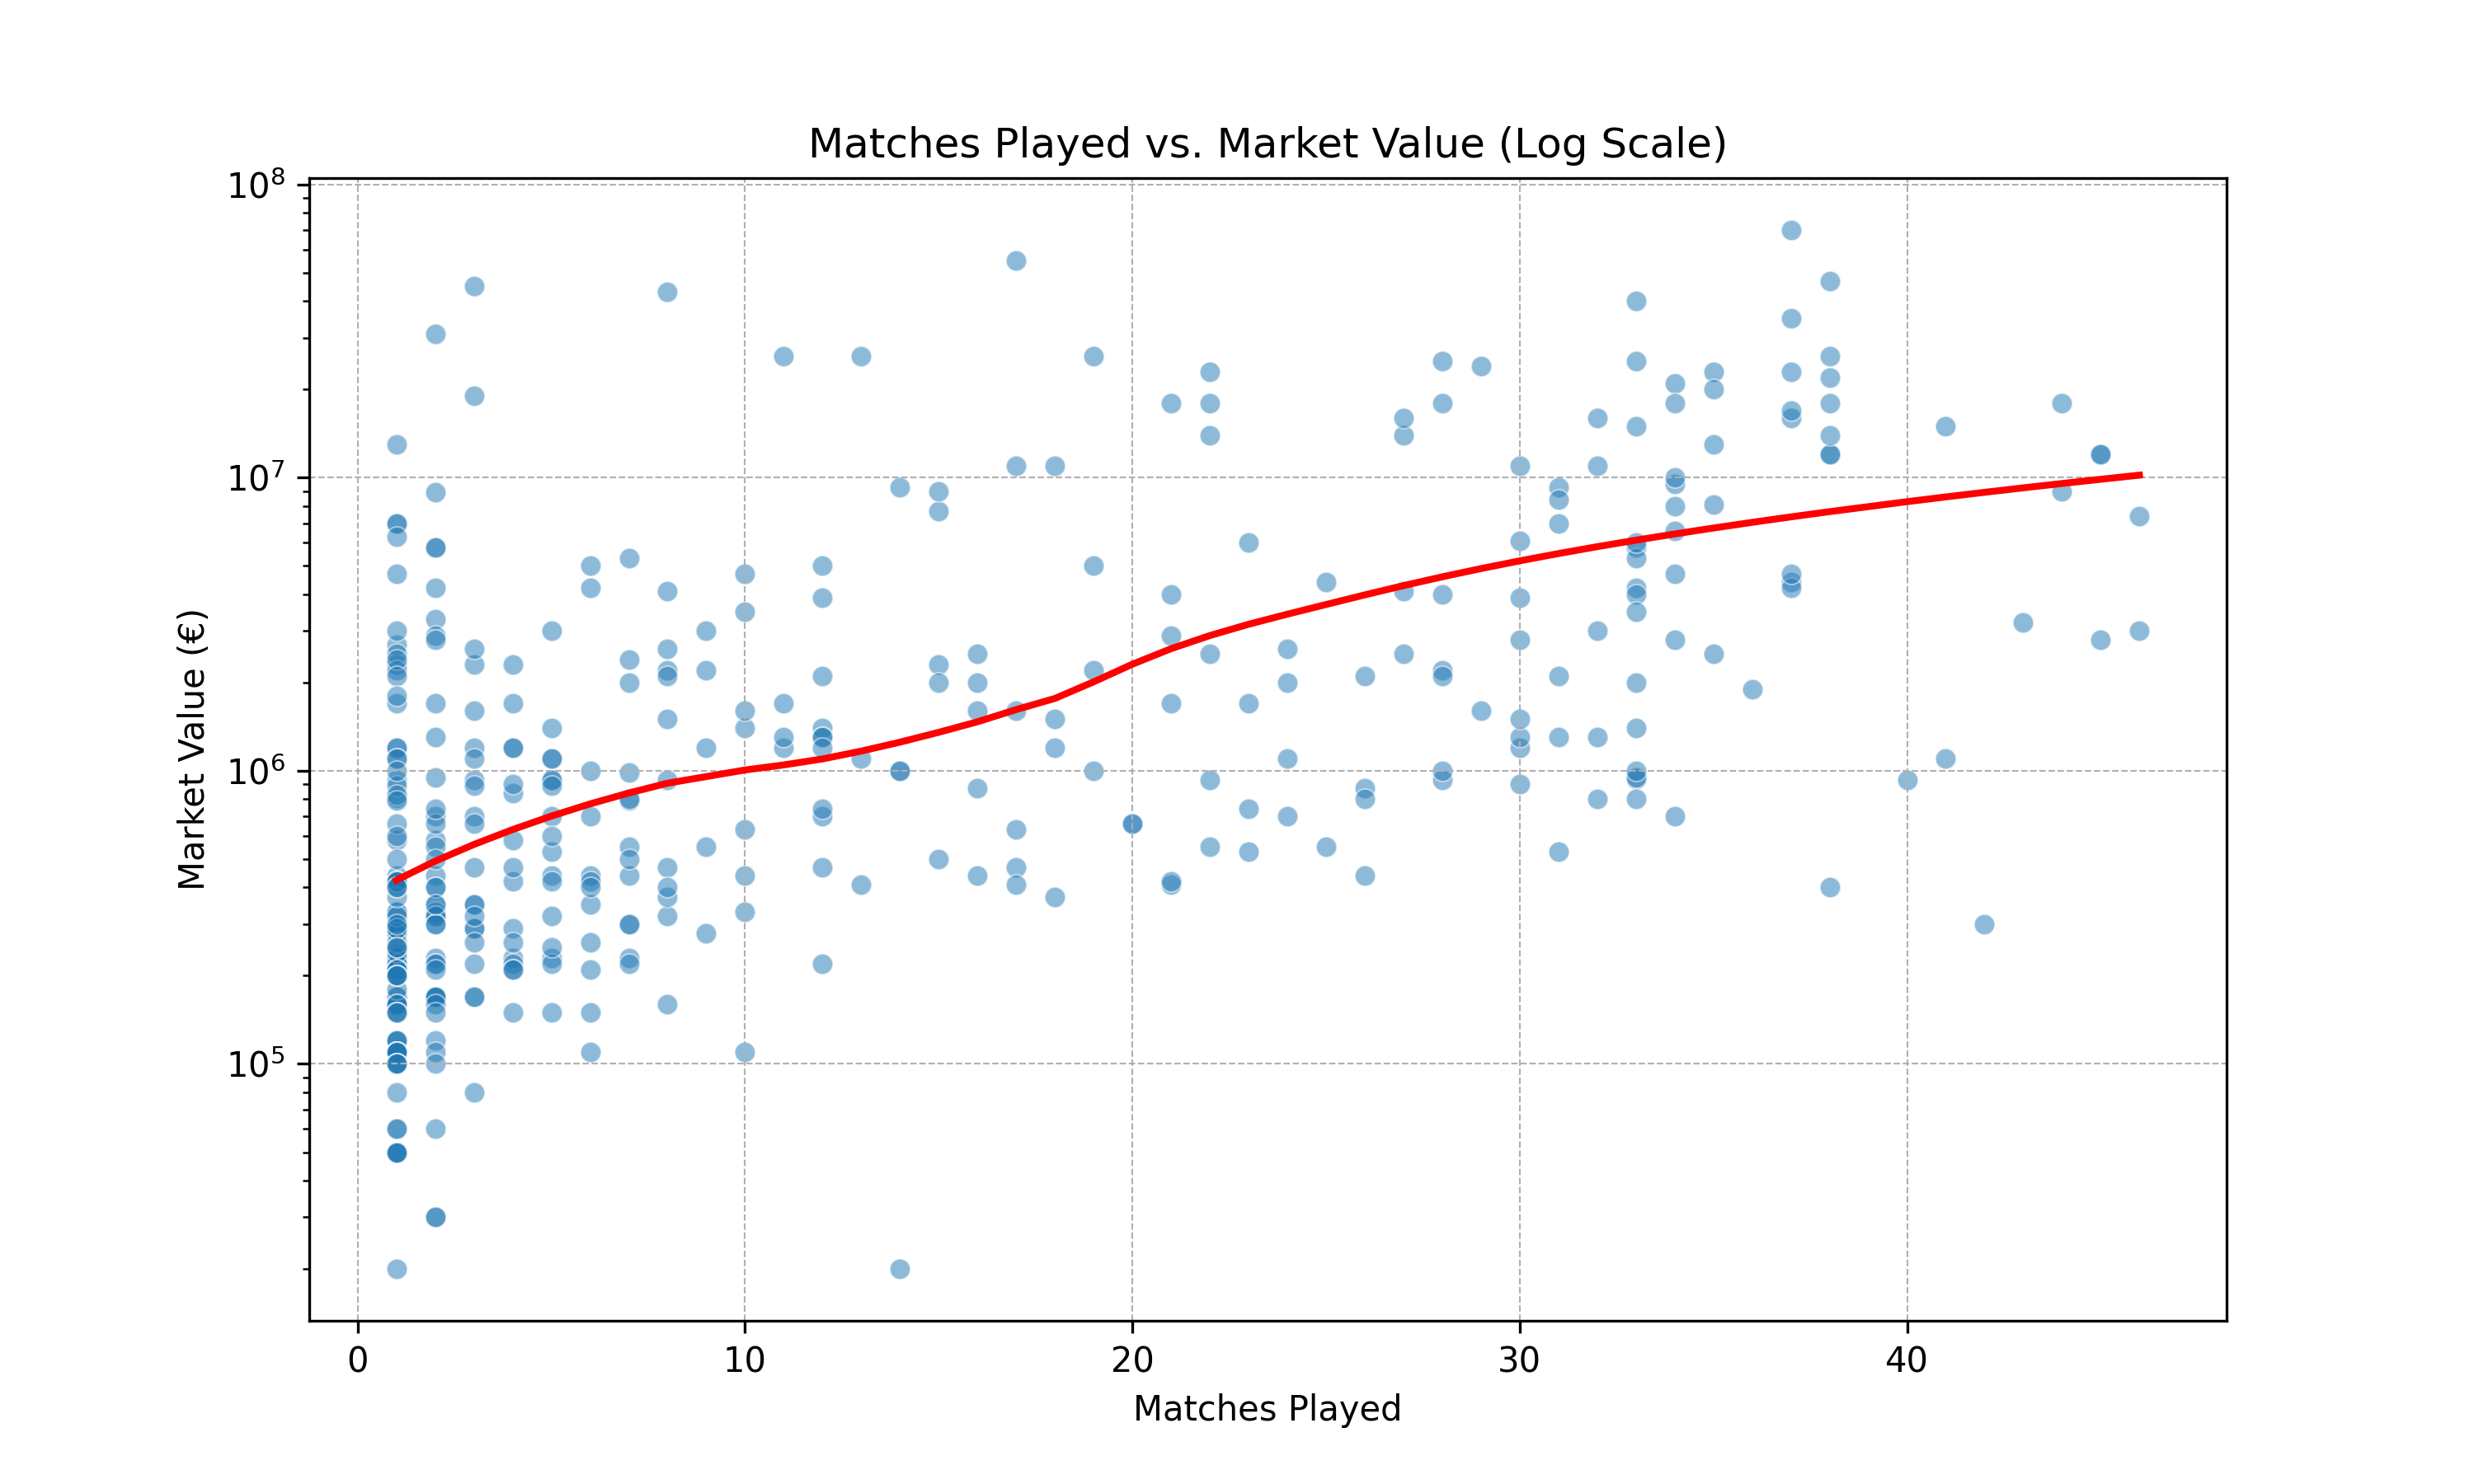 Matches Played vs. Market Value (Log Scale)
Market Value (€)
10⁸
10⁷
10⁶
10⁵
0 10 20 30 40
Matches Played